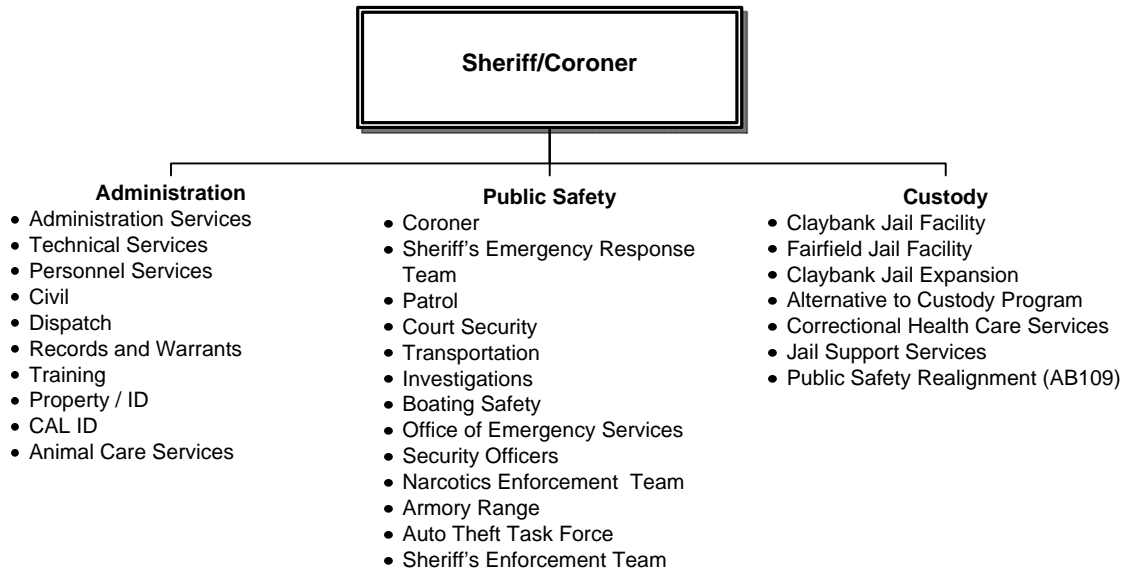 Sheriff/Coroner
Administration
• Administration Services
• Technical Services
• Personnel Services
• Civil
• Dispatch
• Records and Warrants
• Training
• Property / ID
• CAL ID
• Animal Care Services
Public Safety
• Coroner
• Sheriff’s Emergency Response
Team
• Patrol
• Court Security
• Transportation
• Investigations
• Boating Safety
• Office of Emergency Services
• Security Officers
• Narcotics Enforcement  Team
• Armory Range
• Auto Theft Task Force
• Sheriff’s Enforcement Team
Custody
• Claybank Jail Facility
• Fairfield Jail Facility
• Claybank Jail Expansion
• Alternative to Custody Program
• Correctional Health Care Services
• Jail Support Services
• Public Safety Realignment (AB109)